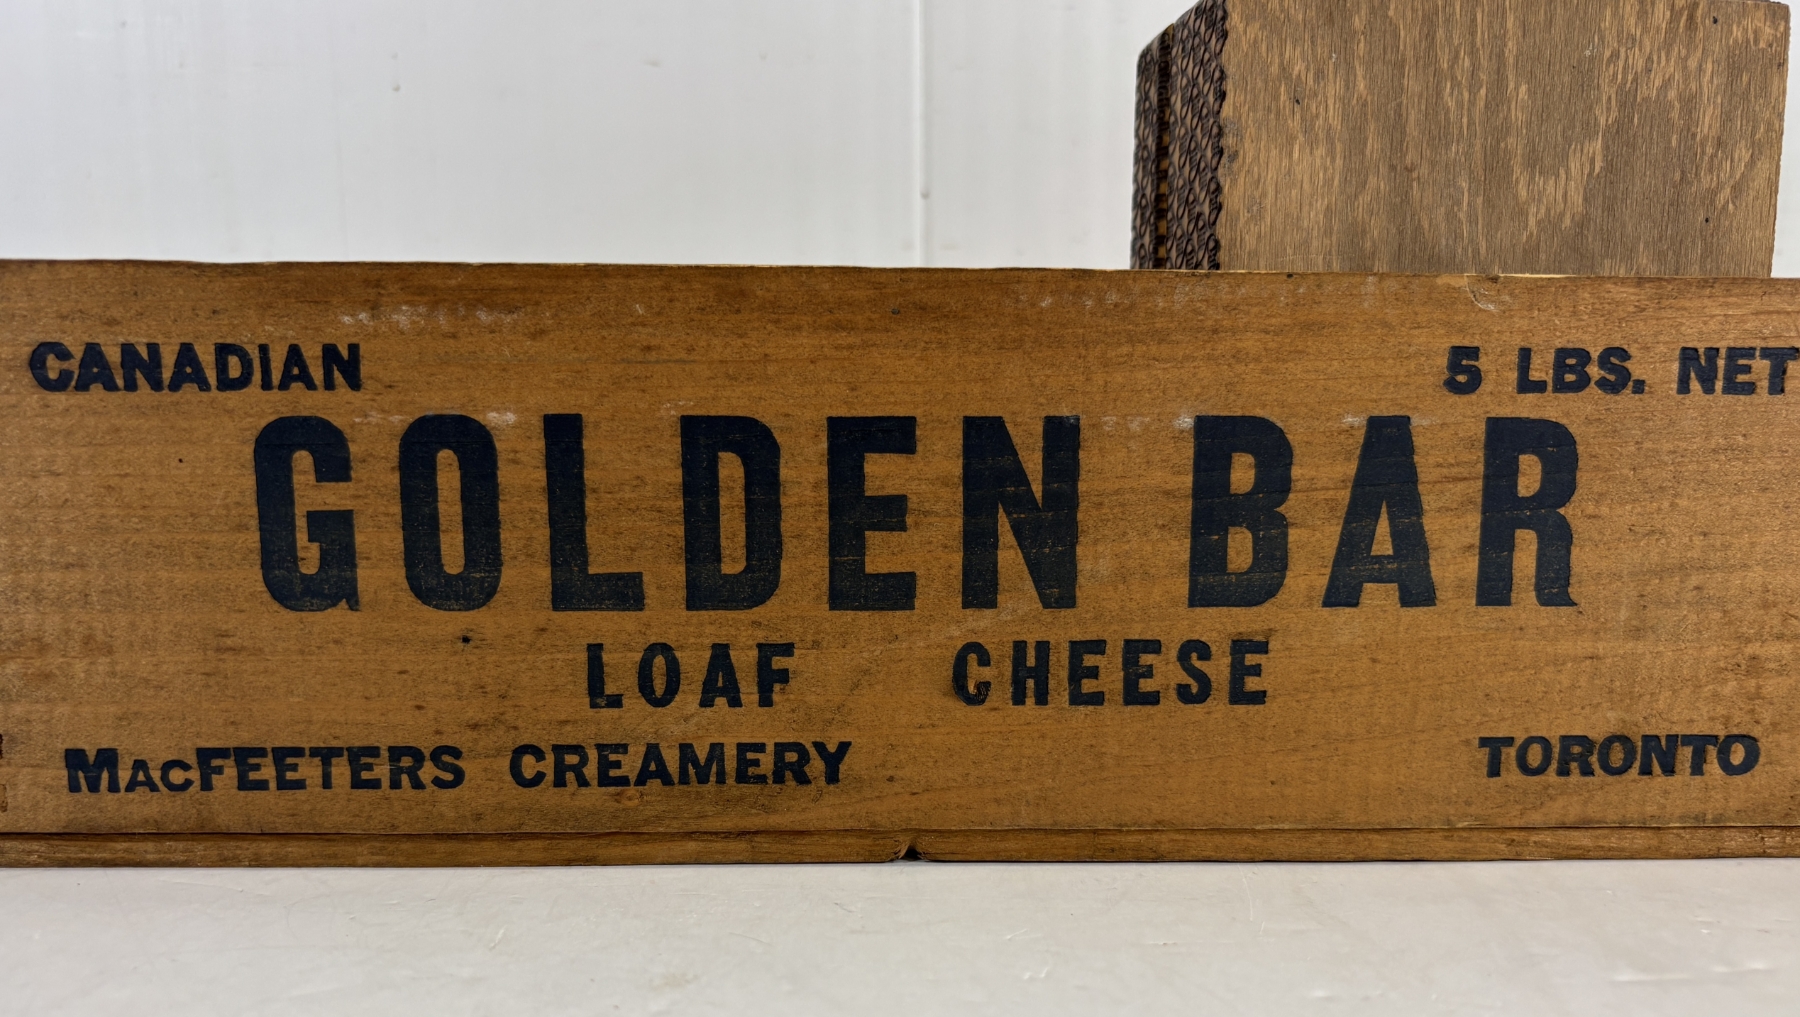 CANADIAN 5 LBS. NET
GOLDEN BAR
LOAF CHEESE
MacFEETERS CREAMERY TORONTO